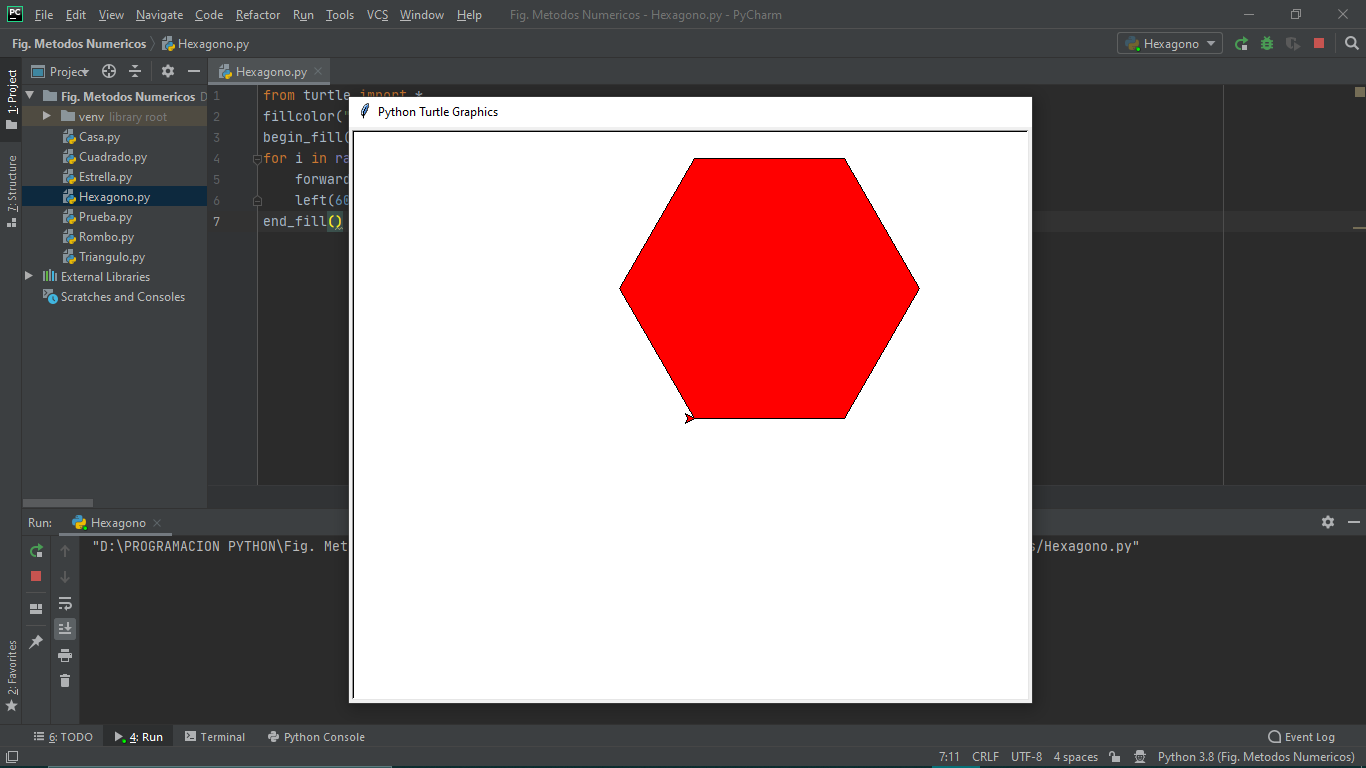 PC File Edit View Navigate Code Refactor Run Tools VCS Window Help Fig. Metodos Numericos - Hexagono.py - PyCharm
Fig. Metodos Numericos Hexagono.py Hexagono
1: Project
Project
Hexagono.py
Fig. Metodos Numericos D
venv library root
Casa.py
Cuadrado.py
Estrella.py
Hexagono.py
Prueba.py
Rombo.py
Triangulo.py
External Libraries
Scratches and Consoles
7: Structure
1 from turtle import *
2 fillcolor("
3 begin_fill(
4 for i in ra
5 forward
6 left(60
7 end_fill()
Python Turtle Graphics
Run: Hexagono
"D:\PROGRAMACION PYTHON\Fig. Met
s/Hexagono.py"
2: Favorites
6: TODO 4: Run Terminal Python Console Event Log
7:11 CRLF UTF-8 4 spaces Python 3.8 (Fig. Metodos Numericos)